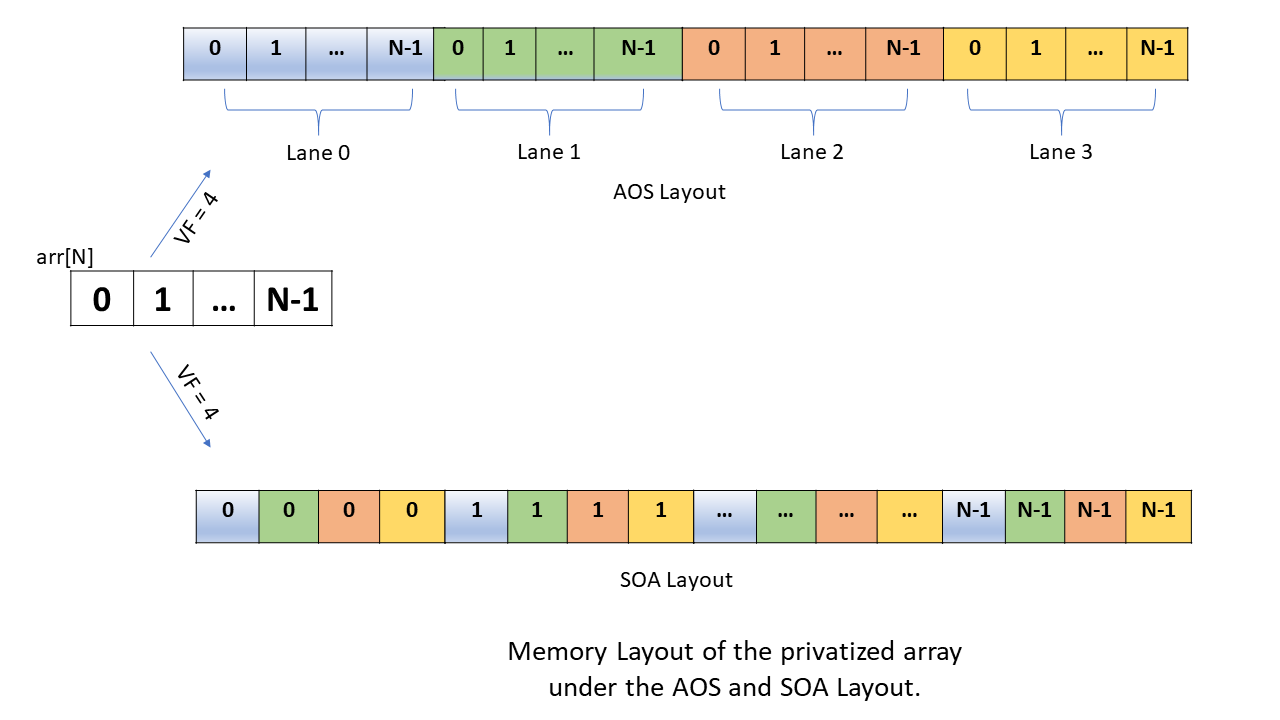 0 1 ... N-1 0 1 ... N-1 0 1 ... N-1 0 1 ... N-1
Lane 0 Lane 1 Lane 2 Lane 3
AOS Layout
VF = 4
arr[N]
0 1 ... N-1
VF = 4
0 0 0 0 1 1 1 1 ... ... ... ... N-1 N-1 N-1 N-1
SOA Layout
Memory Layout of the privatized array
under the AOS and SOA Layout.